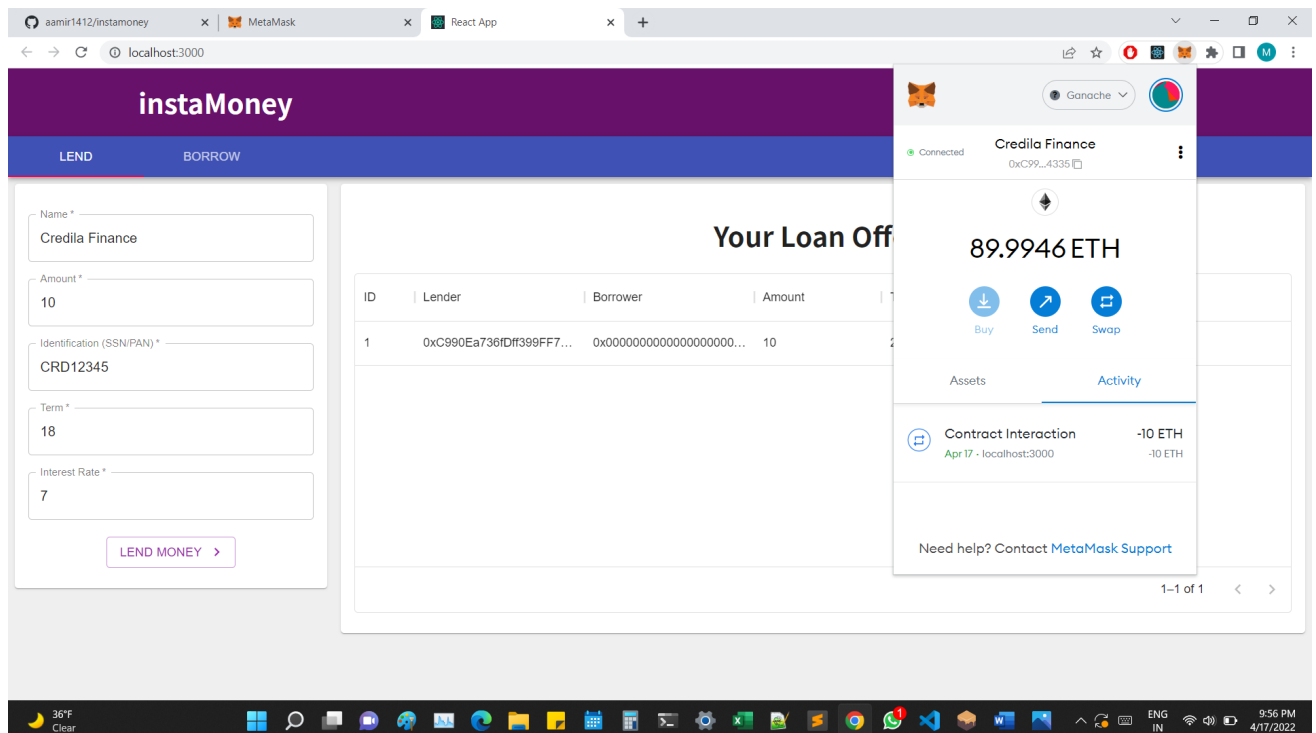 aamir1412/instamoney
MetaMask
React App
localhost:3000
M
instaMoney
LEND
BORROW
Name *
Credila Finance
Amount *
10
Identification (SSN/PAN) *
CRD12345
Term *
18
Interest Rate *
7
LEND MONEY
Your Loan Off
ID
Lender
Borrower
Amount
1
0xC990Ea736fDff399FF7...
0x0000000000000000000...
10
1–1 of 1
Ganache
Connected
Credila Finance
0xC99...4335
89.9946 ETH
Buy
Send
Swap
Assets
Activity
Contract Interaction
-10 ETH
Apr 17 - localhost:3000
-10 ETH
Need help? Contact MetaMask Support
36°F
Clear
1
ENG
IN
9:56 PM
4/17/2022